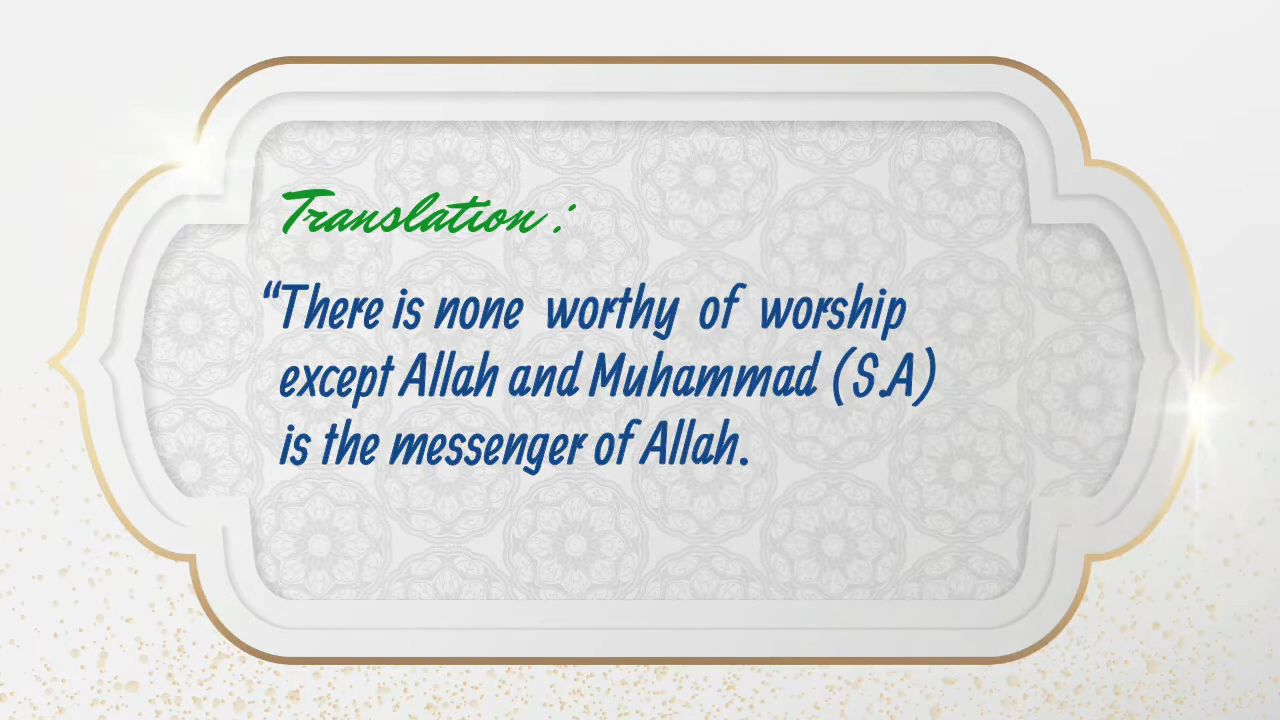 Translation :
“There is none worthy of worship
except Allah and Muhammad (S.A)
is the messenger of Allah.